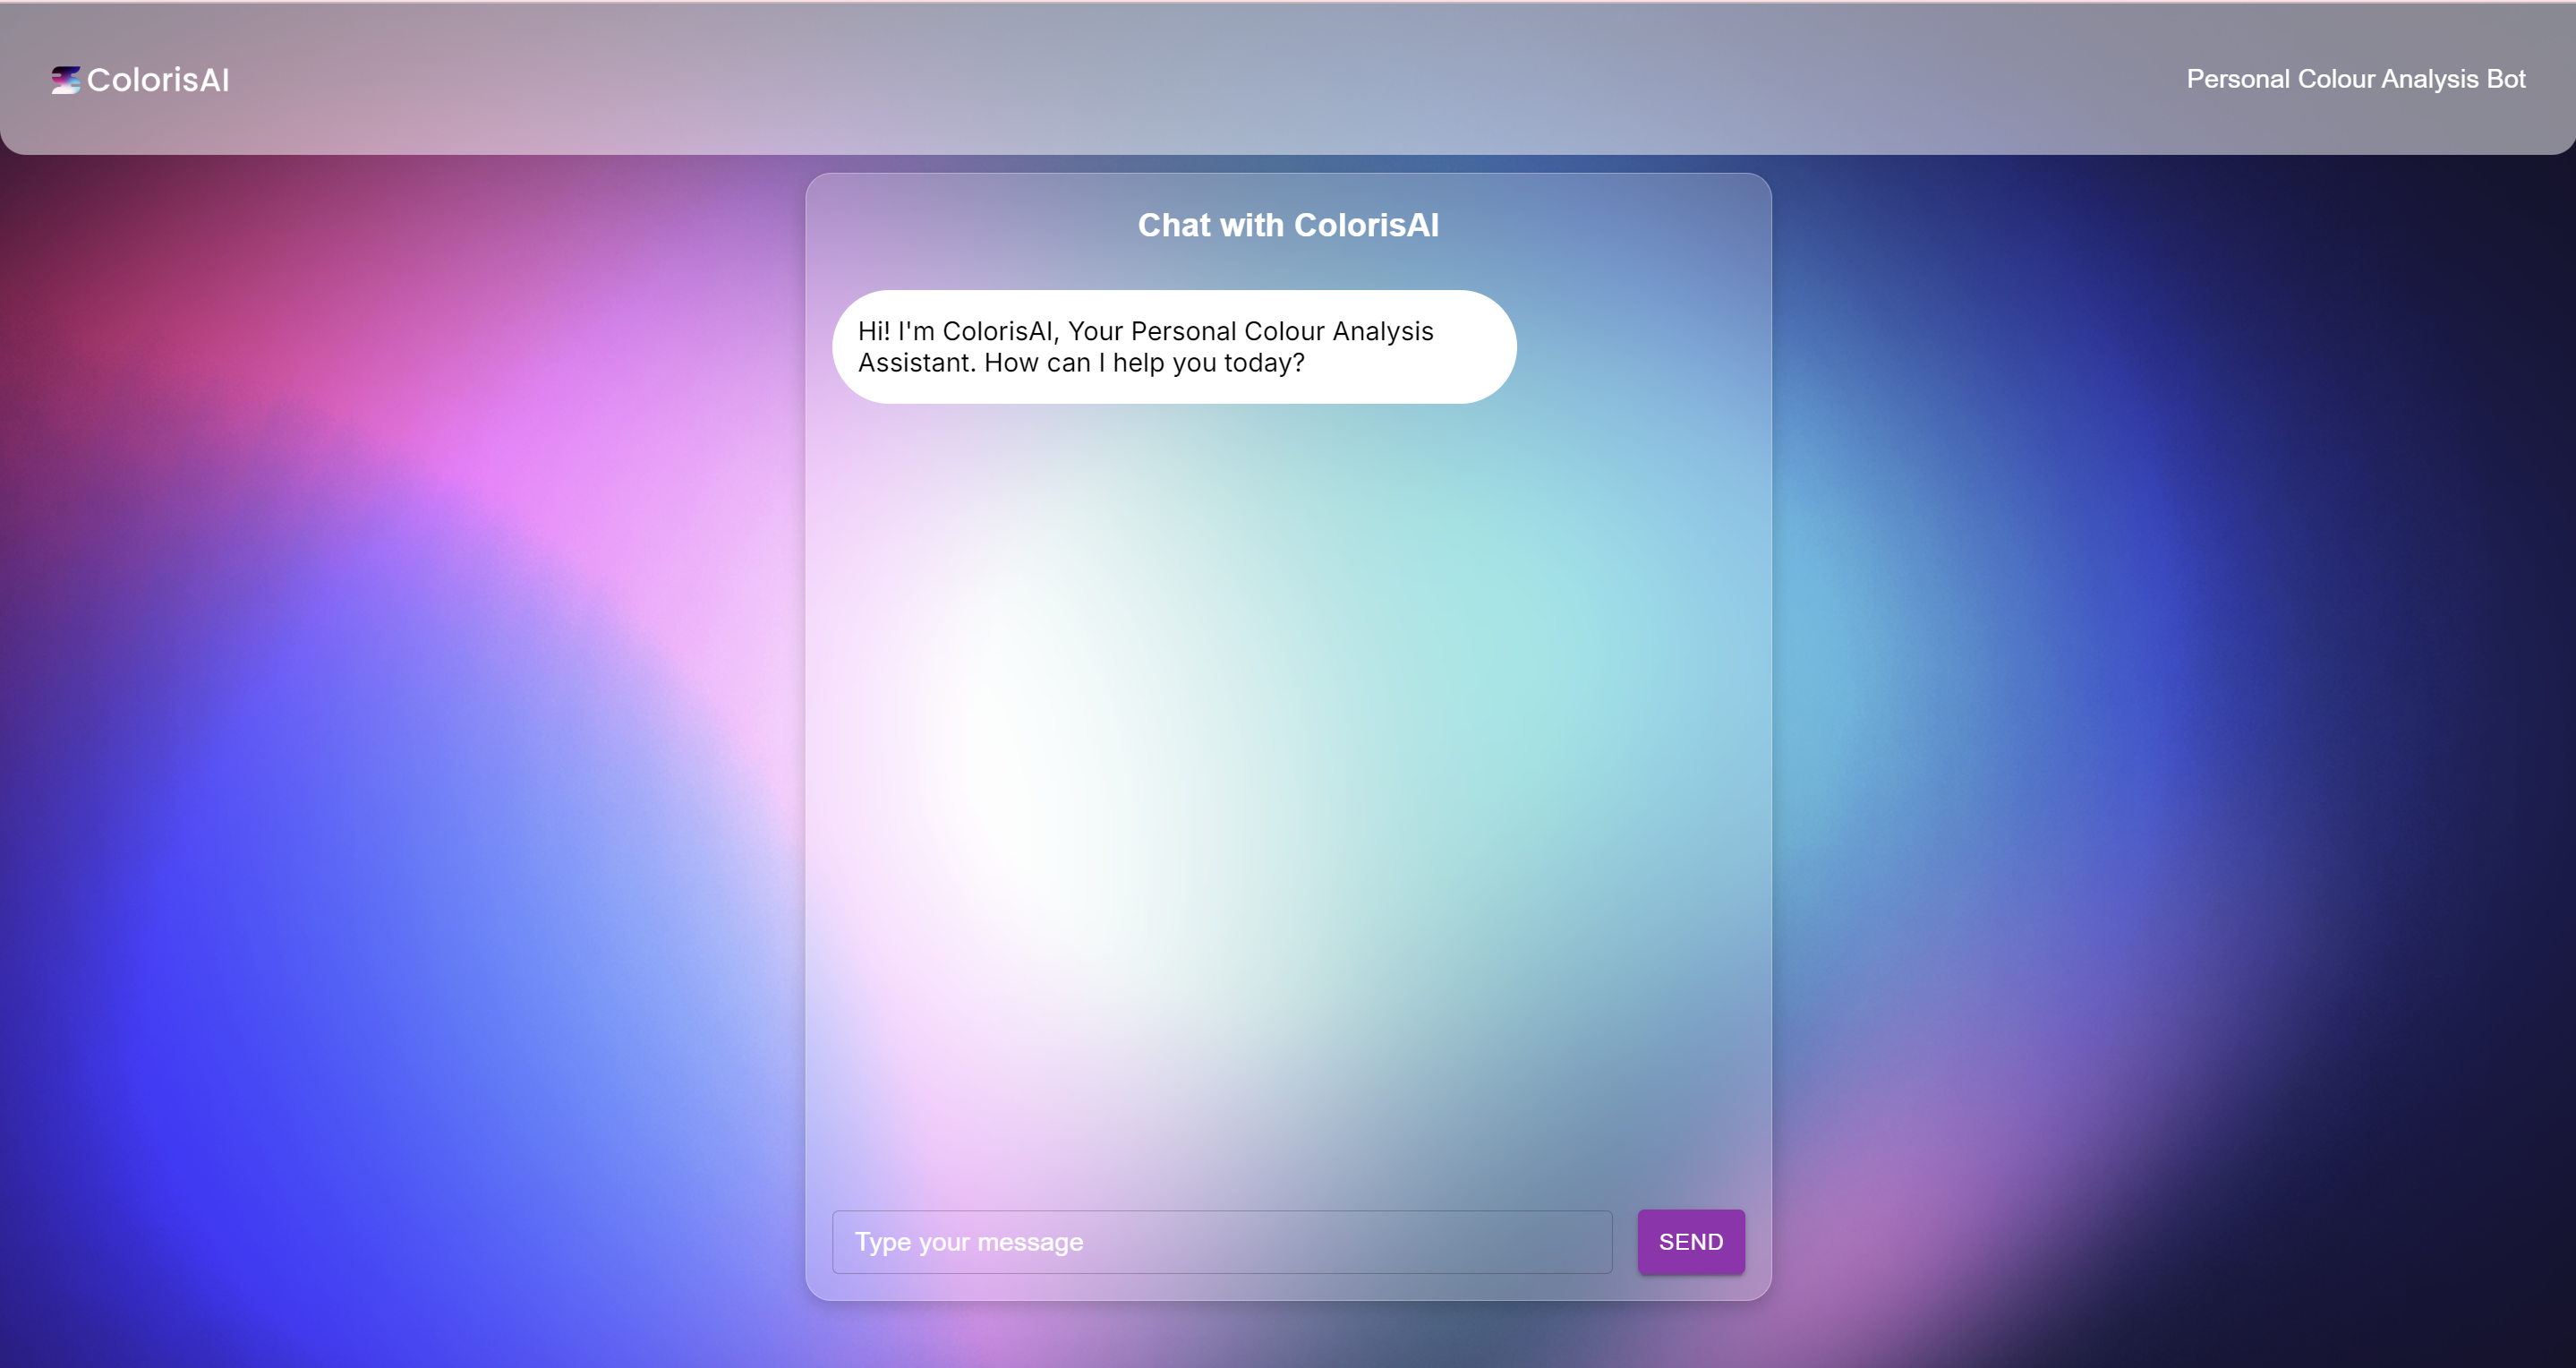 ColorisAI
Personal Colour Analysis Bot
Chat with ColorisAI
Hi! I'm ColorisAI, Your Personal Colour Analysis
Assistant. How can I help you today?
Type your message
SEND